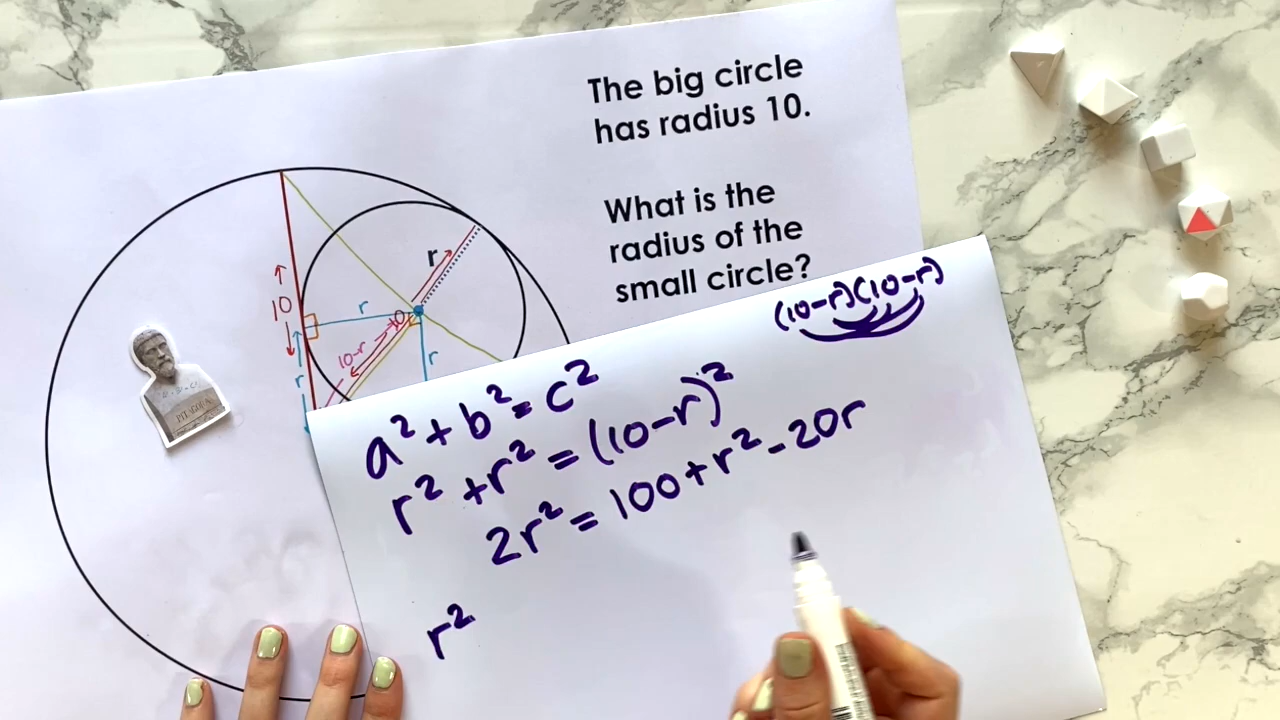 The big circle
has radius 10.
What is the
radius of the
small circle?
(10-r)(10-r)
r
10
r
10-r
r
r
a² + b² = c²
r² + r² = (10-r)²
2r² = 100 + r² - 20r
r²